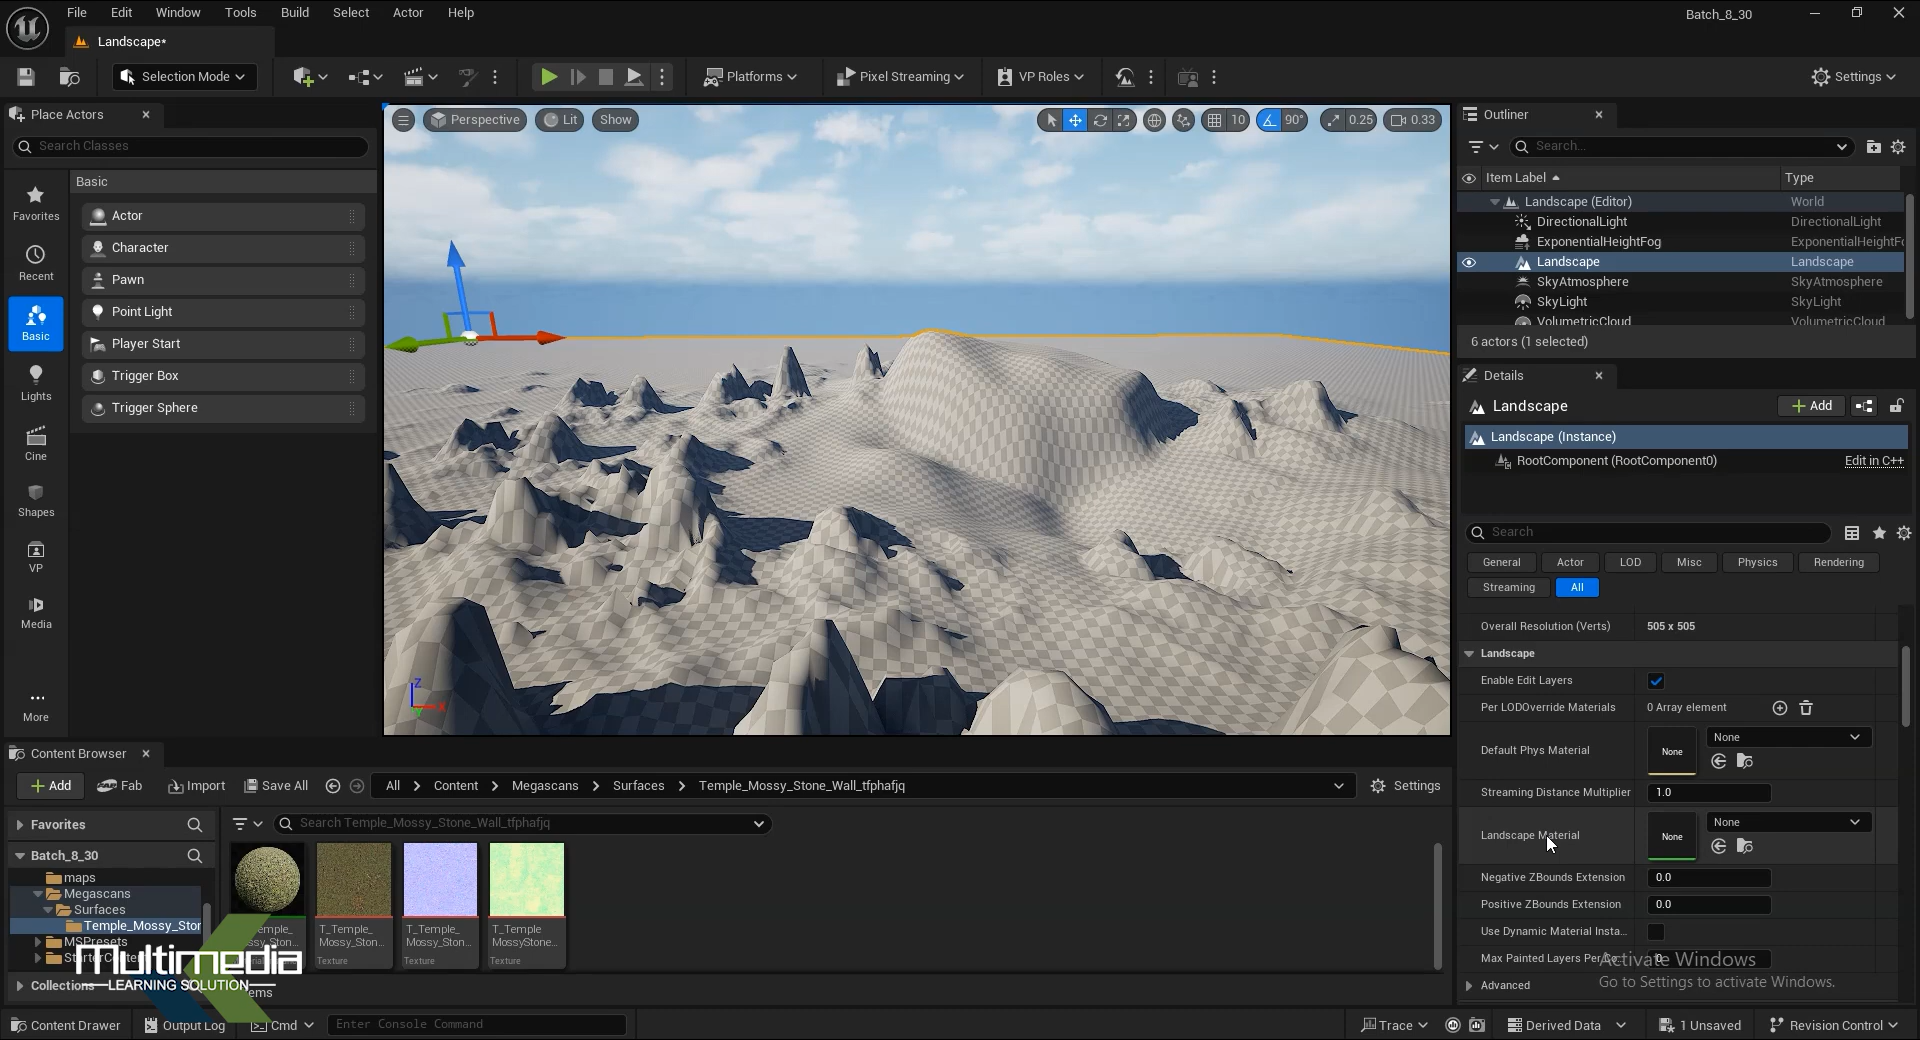 File Edit Window Tools Build Select Actor Help
Batch_8_30
Landscape*
Selection Mode
Platforms
Pixel Streaming
VP Roles
Settings
Place Actors
Search Classes
Favorites
Recent
Basic
Lights
Cine
Shapes
VP
Media
More
Basic
Actor
Character
Pawn
Point Light
Player Start
Trigger Box
Trigger Sphere
Perspective Lit Show
10 90° 0.25 0.33
Z
X
Outliner
Search...
Item Label Type
Landscape (Editor) World
DirectionalLight DirectionalLight
ExponentialHeightFog ExponentialHeightFo
Landscape Landscape
SkyAtmosphere SkyAtmosphere
SkyLight SkyLight
VolumetricCloud VolumetricCloud
6 actors (1 selected)
Details
Landscape
Add
Landscape (Instance)
RootComponent (RootComponent0) Edit in C++
Search
General Actor LOD Misc Physics Rendering
Streaming All
Overall Resolution (Verts) 505 x 505
Landscape
Enable Edit Layers
Per LODOverride Materials 0 Array element
Default Phys Material None None
Streaming Distance Multiplier 1.0
Landscape Material None None
Negative ZBounds Extension 0.0
Positive ZBounds Extension 0.0
Use Dynamic Material Insta...
Max Painted Layers Per Co...
Advanced
Activate Windows
Go to Settings to activate Windows.
Content Browser
Add Fab Import Save All
All Content Megascans Surfaces Temple_Mossy_Stone_Wall_tfphafjq
Settings
Favorites
Batch_8_30
maps
Megascans
Surfaces
Temple_Mossy_Stor
MSPresets
Collections
Search Temple_Mossy_Stone_Wall_tfphafjq
T_Temple_
Mossy_Ston...
Texture
T_Temple_
Mossy_Ston...
Texture
T_Temple
MossyStone...
Texture
Multimedia
LEARNING SOLUTION
Content Drawer Output Log Cmd Enter Console Command
Trace Derived Data 1 Unsaved Revision Control